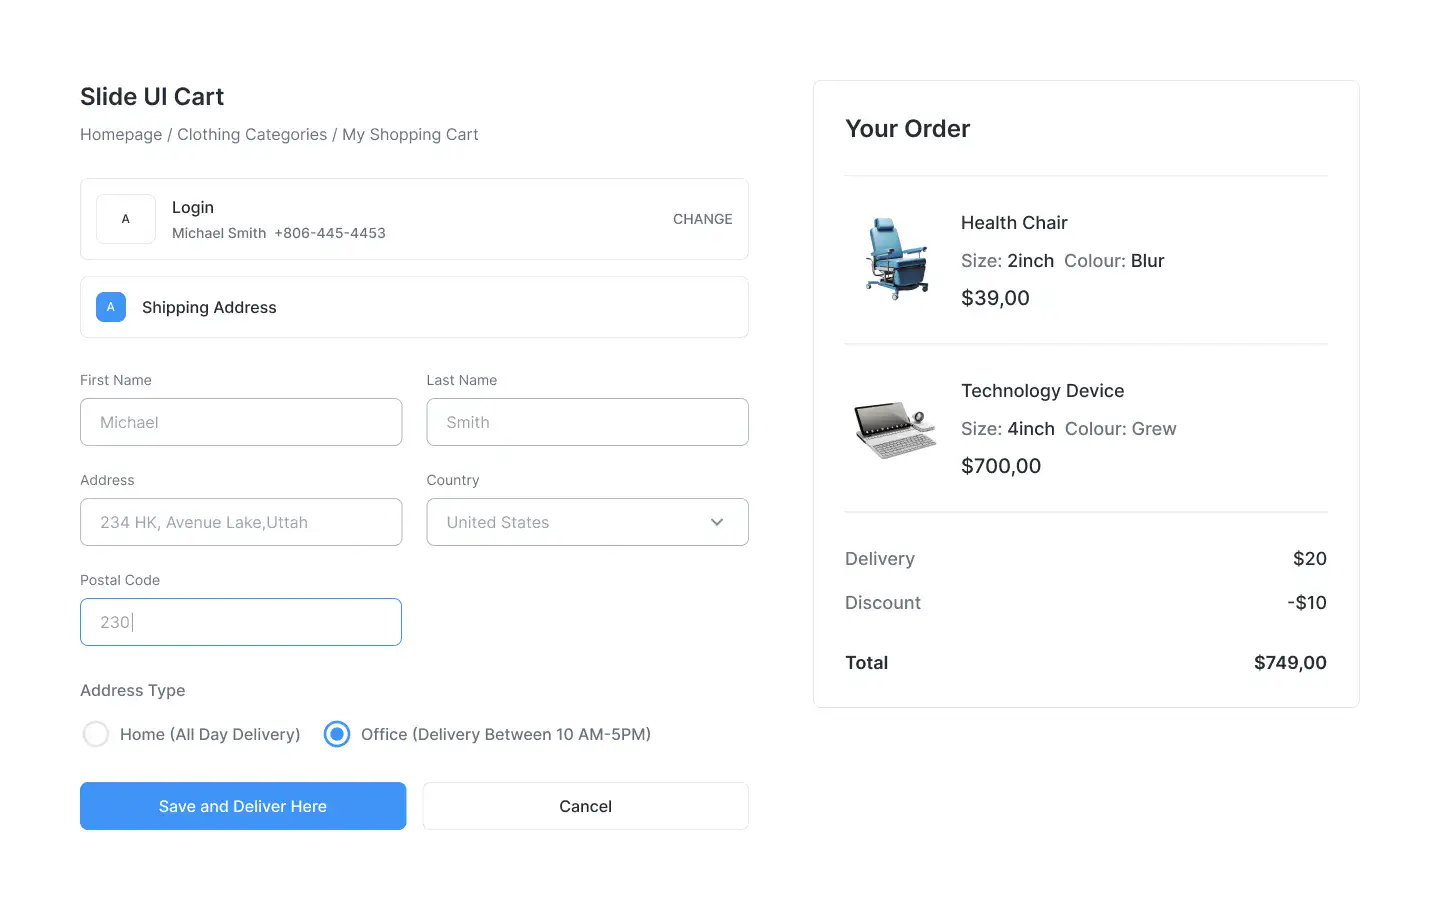 Slide UI Cart
Homepage / Clothing Categories / My Shopping Cart
A
Login
Michael Smith +806-445-4453
CHANGE
A
Shipping Address
First Name
Last Name
Michael
Smith
Address
Country
234 HK, Avenue Lake,Uttah
United States
Postal Code
230
Address Type
Home (All Day Delivery)
Office (Delivery Between 10 AM-5PM)
Save and Deliver Here
Cancel
Your Order
Health Chair
Size: 2inch Colour: Blur
$39,00
Technology Device
Size: 4inch Colour: Grew
$700,00
Delivery $20
Discount -$10
Total $749,00